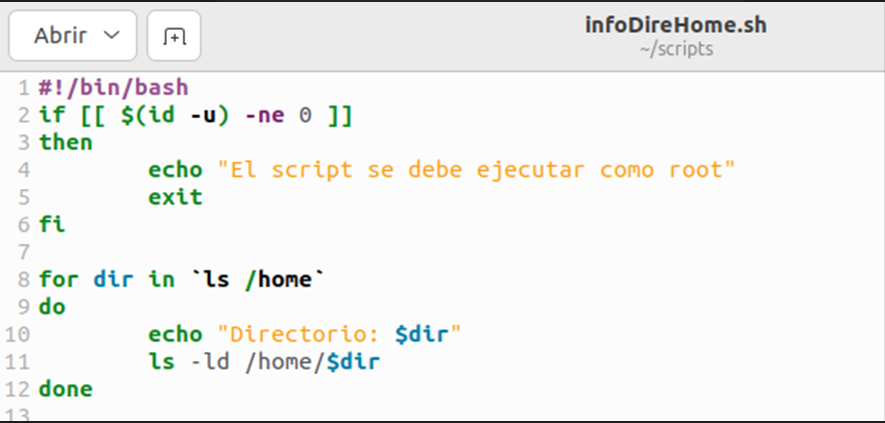 Abrir
infoDireHome.sh
~/scripts
1 #!/bin/bash
2 if [[ $(id -u) -ne 0 ]]
3 then
4         echo "El script se debe ejecutar como root"
5         exit
6 fi
7
8 for dir in `ls /home`
9 do
10         echo "Directorio: $dir"
11         ls -ld /home/$dir
12 done
13